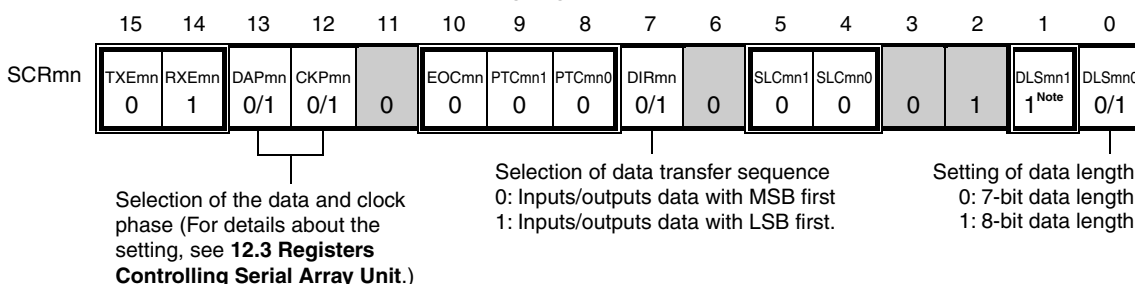 15 14 13 12 11 10 9 8 7 6 5 4 3 2 1 0
SCRmn
TXEmn RXEmn DAPmn CKPmn EOCmn PTCmn1 PTCmn0 DIRmn SLCmn1 SLCmn0 DLSmn1 DLSmn0
0 1 0/1 0/1 0 0 0 0 0/1 0 0 0 0 1 1 Note 0/1
Selection of the data and clock
phase (For details about the
setting, see 12.3 Registers
Controlling Serial Array Unit.)
Selection of data transfer sequence
0: Inputs/outputs data with MSB first
1: Inputs/outputs data with LSB first.
Setting of data length
0: 7-bit data length
1: 8-bit data length